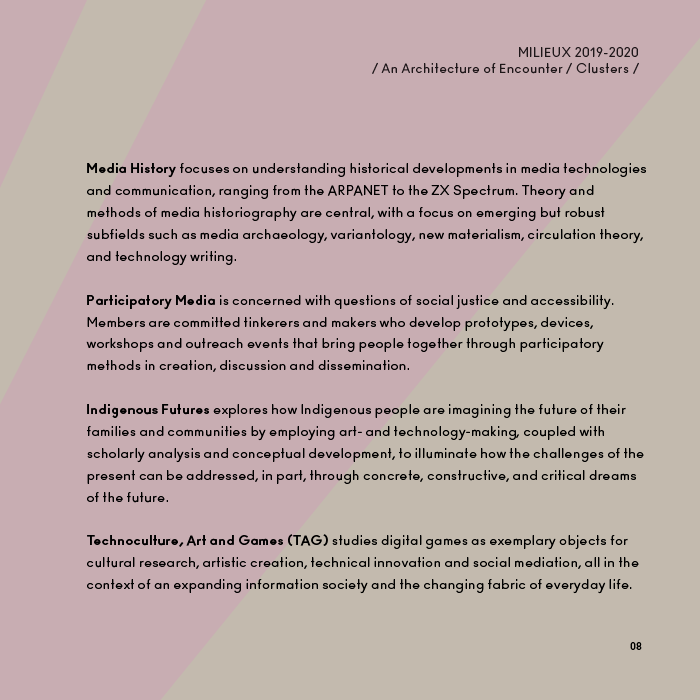 MILIEUX 2019-2020
/ An Architecture of Encounter / Clusters /
Media History focuses on understanding historical developments in media technologies
and communication, ranging from the ARPANET to the ZX Spectrum. Theory and
methods of media historiography are central, with a focus on emerging but robust
subfields such as media archaeology, variantology, new materialism, circulation theory,
and technology writing.
Participatory Media is concerned with questions of social justice and accessibility.
Members are committed tinkerers and makers who develop prototypes, devices,
workshops and outreach events that bring people together through participatory
methods in creation, discussion and dissemination.
Indigenous Futures explores how Indigenous people are imagining the future of their
families and communities by employing art- and technology-making, coupled with
scholarly analysis and conceptual development, to illuminate how the challenges of the
present can be addressed, in part, through concrete, constructive, and critical dreams
of the future.
Technoculture, Art and Games (TAG) studies digital games as exemplary objects for
cultural research, artistic creation, technical innovation and social mediation, all in the
context of an expanding information society and the changing fabric of everyday life.
08